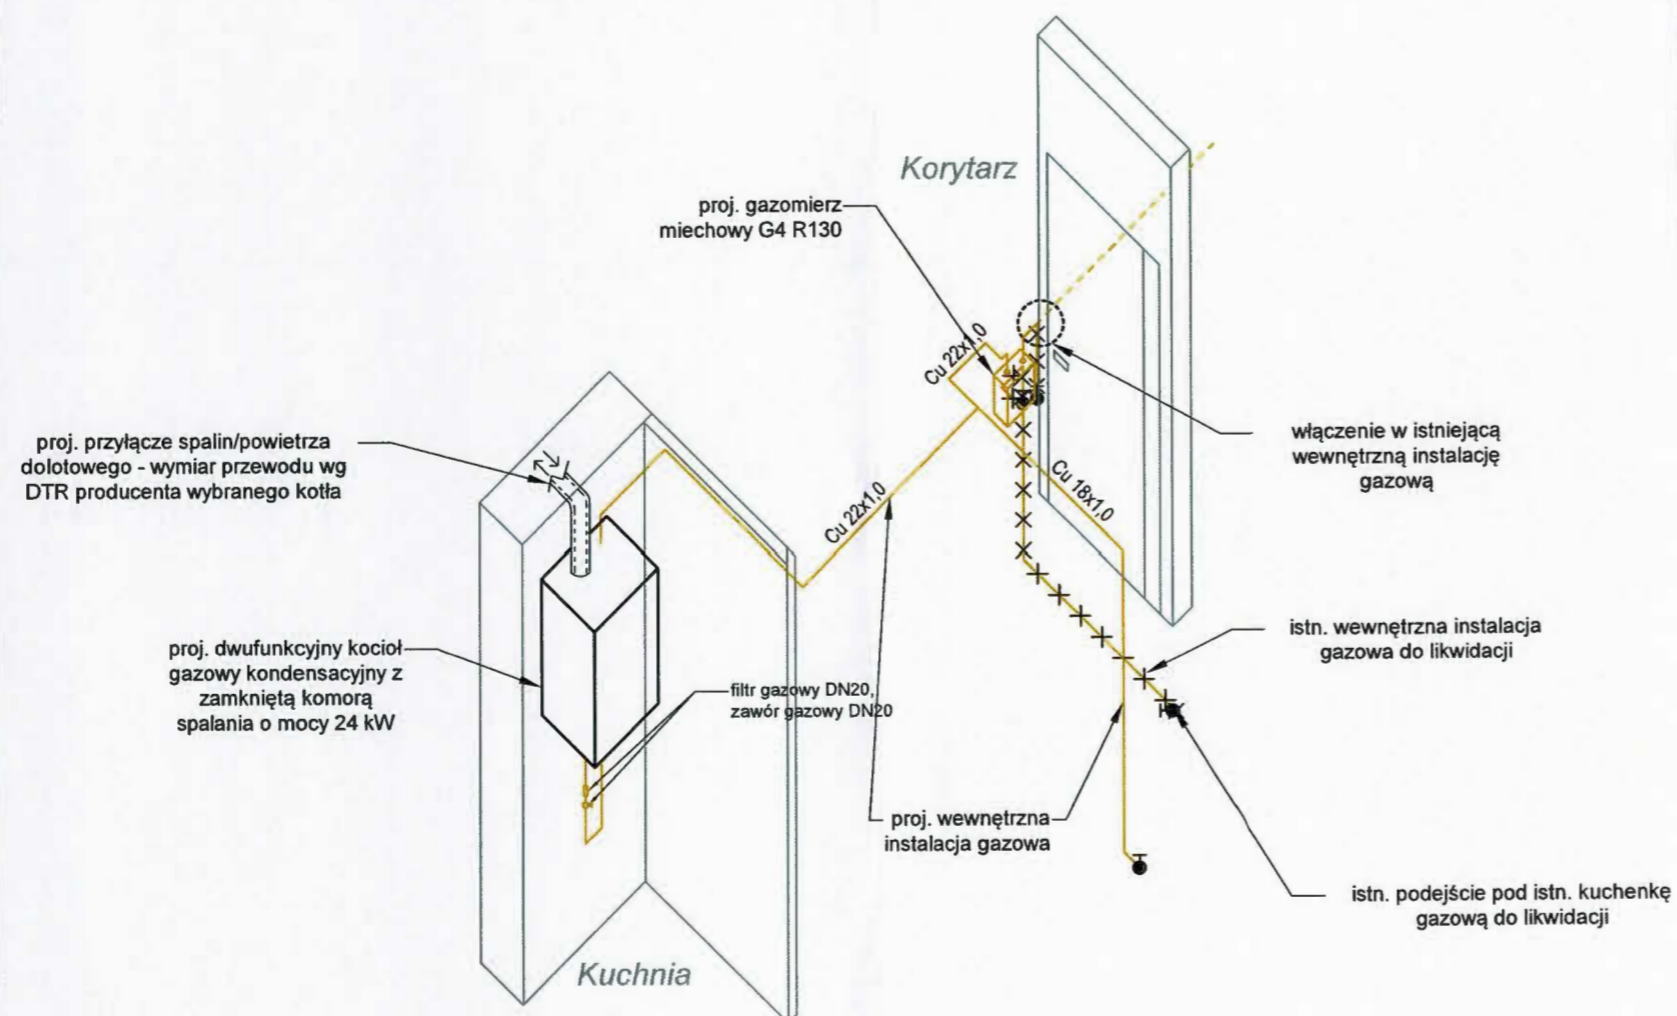 Korytarz
proj. gazomierz
miechowy G4 R130
Cu 22x1,0
proj. przyłącze spalin/powietrza
dolotowego - wymiar przewodu wg
DTR producenta wybranego kotła
włączenie w istniejącą
wewnętrzną instalację
gazową
Cu 22x1,0
Cu 18x1,0
proj. dwufunkcyjny kocioł
gazowy kondensacyjny z
zamkniętą komorą
spalania o mocy 24 kW
filtr gazowy DN20,
zawór gazowy DN20
istn. wewnętrzna instalacja
gazowa do likwidacji
proj. wewnętrzna
instalacja gazowa
istn. podejście pod istn. kuchenkę
gazową do likwidacji
Kuchnia